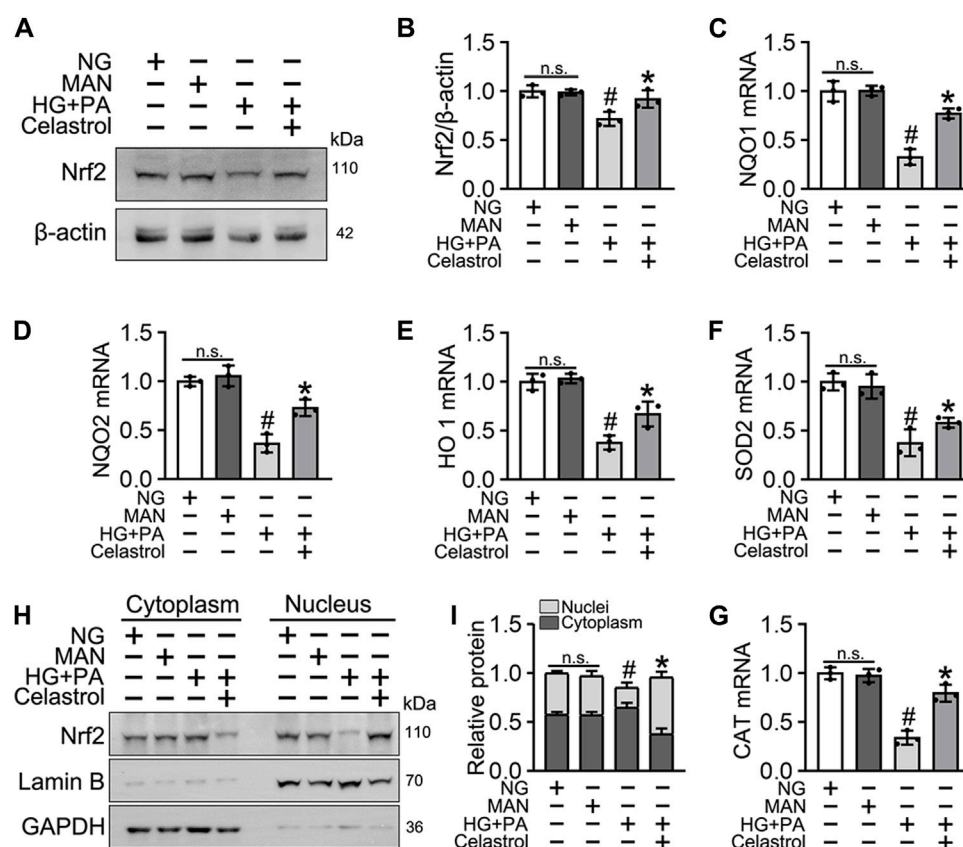 A
NG + − − −
MAN − + − −
HG+PA − − + +
Celastrol − − − +
kDa
Nrf2 110
β-actin 42
B
Nrf2/β-actin
1.5
1.0
0.5
0.0
n.s.
#
*
NG + − − −
MAN − + − −
HG+PA − − + +
Celastrol − − − +
C
NQO1 mRNA
1.5
1.0
0.5
0.0
n.s.
#
*
NG + − − −
MAN − + − −
HG+PA − − + +
Celastrol − − − +
D
NQO2 mRNA
1.5
1.0
0.5
0.0
n.s.
#
*
NG + − − −
MAN − + − −
HG+PA − − + +
Celastrol − − − +
E
HO 1 mRNA
1.5
1.0
0.5
0.0
n.s.
#
*
NG + − − −
MAN − + − −
HG+PA − − + +
Celastrol − − − +
F
SOD2 mRNA
1.5
1.0
0.5
0.0
n.s.
#
*
NG + − − −
MAN − + − −
HG+PA − − + +
Celastrol − − − +
H
Cytoplasm Nucleus
NG + − − − + − − −
MAN − + − − − + − −
HG+PA − − + + − − + +
Celastrol − − − + − − − +
kDa
Nrf2 110
Lamin B 70
GAPDH 36
I
Nuclei
Cytoplasm
Relative protein
1.5
1.0
0.5
0.0
n.s.
#
*
NG + − − −
MAN − + − −
HG+PA − − + +
Celastrol − − − +
G
CAT mRNA
1.5
1.0
0.5
0.0
n.s.
#
*
NG + − − −
MAN − + − −
HG+PA − − + +
Celastrol − − − +